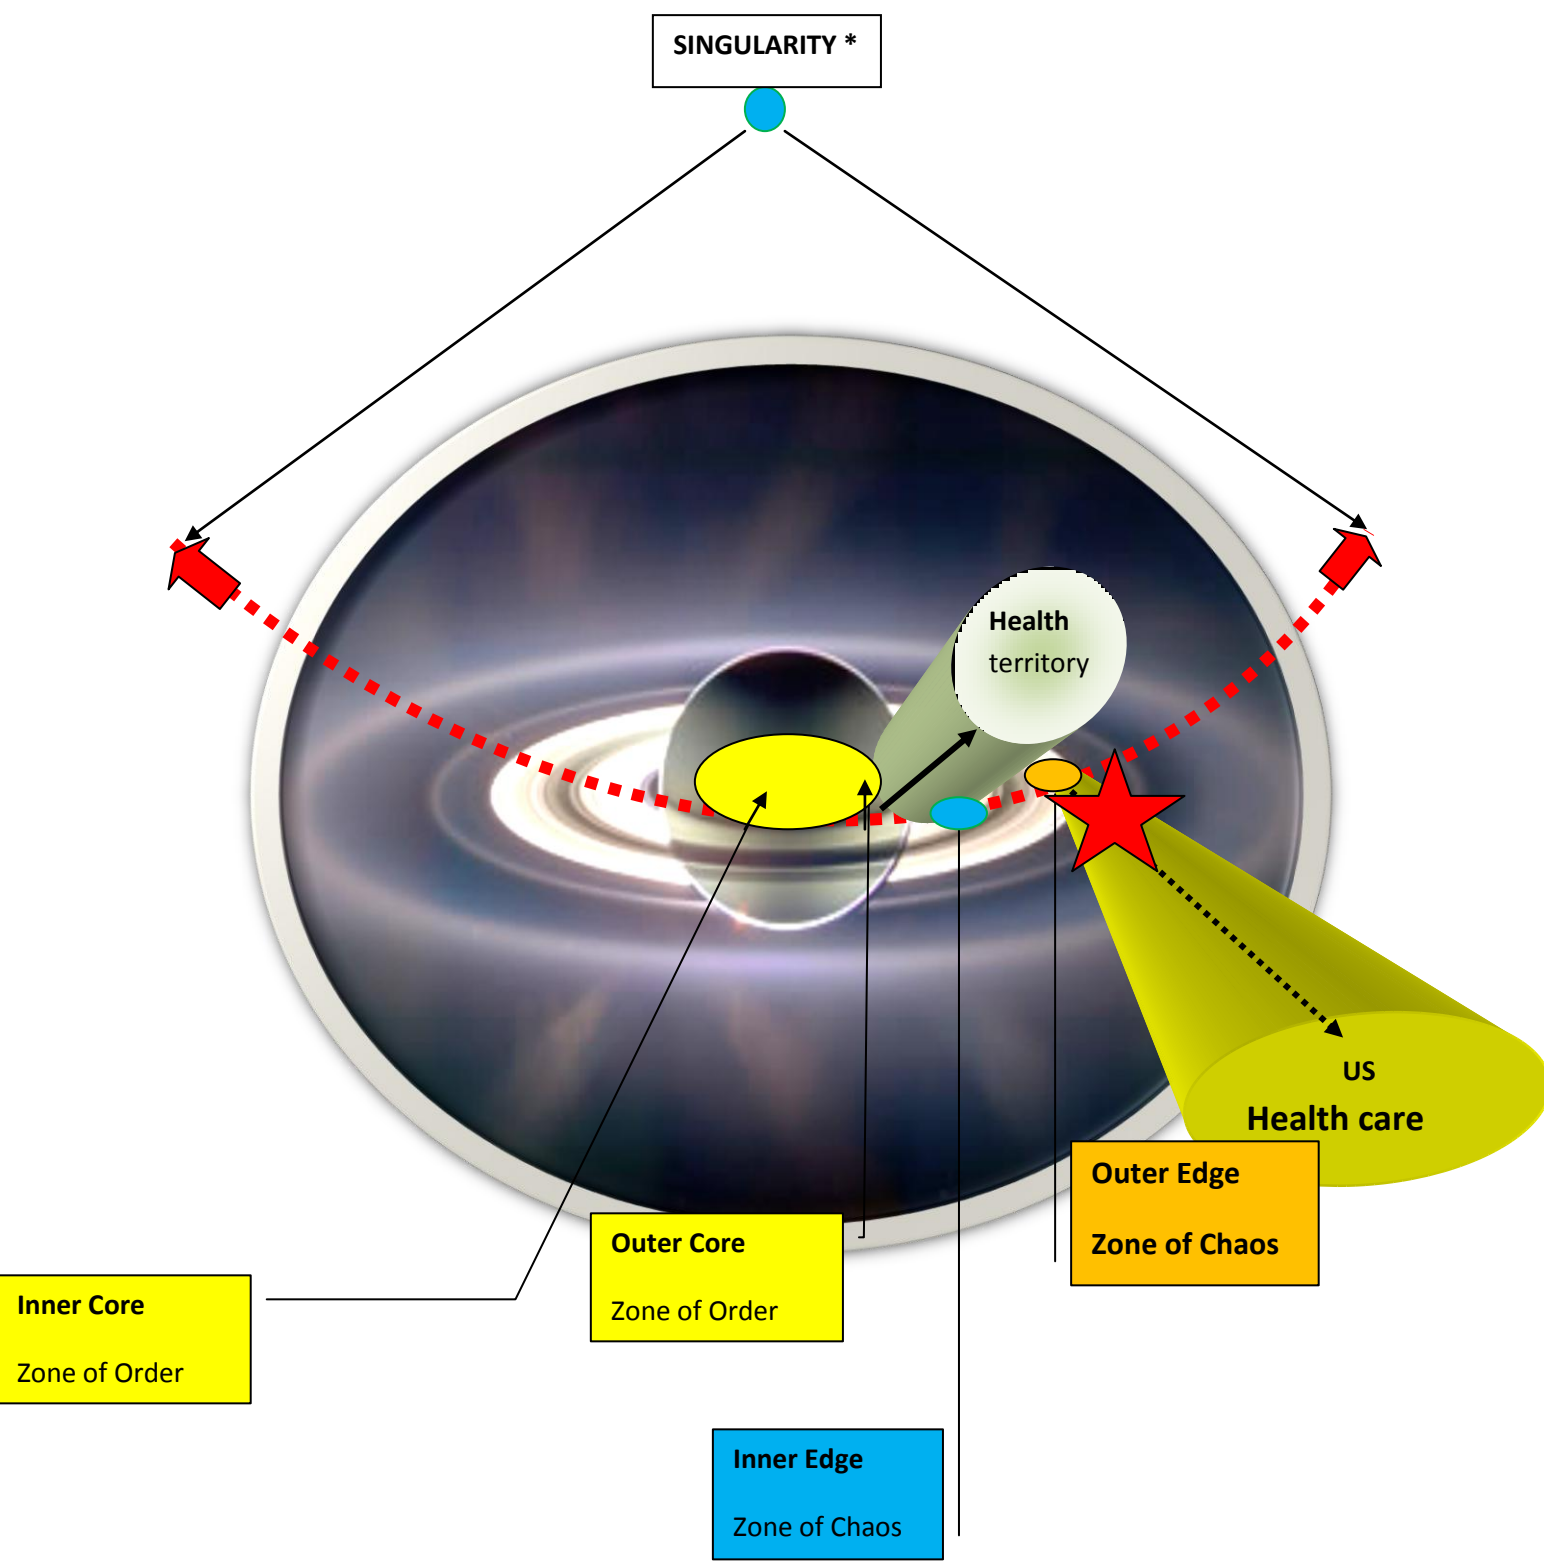 SINGULARITY *
Health
territory
US
Health care
Outer Edge
Zone of Chaos
Outer Core
Zone of Order
Inner Core
Zone of Order
Inner Edge
Zone of Chaos